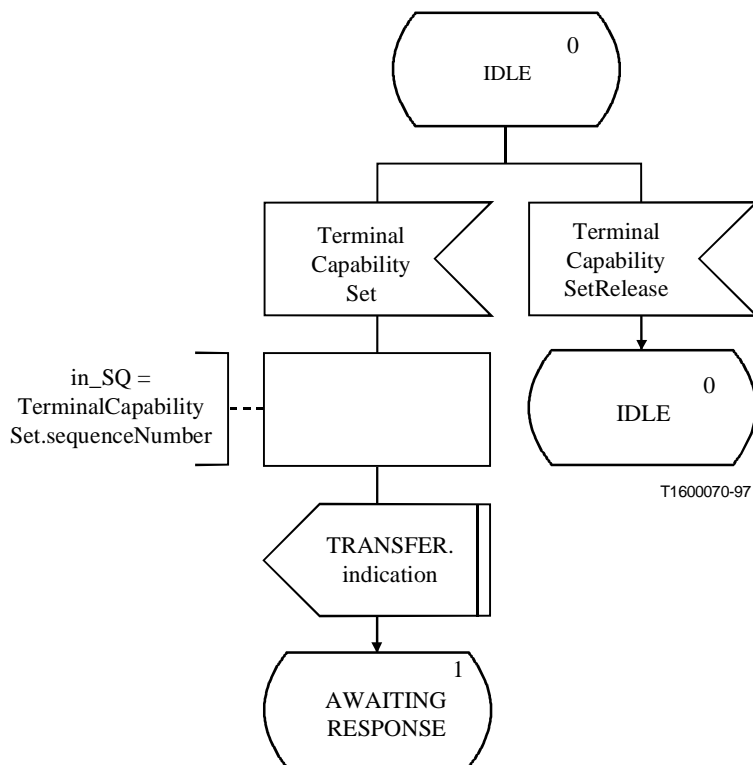 0
IDLE
Terminal
Capability
Set
Terminal
Capability
SetRelease
in_SQ =
TerminalCapability
Set.sequenceNumber
0
IDLE
T1600070-97
TRANSFER.
indication
1
AWAITING
RESPONSE